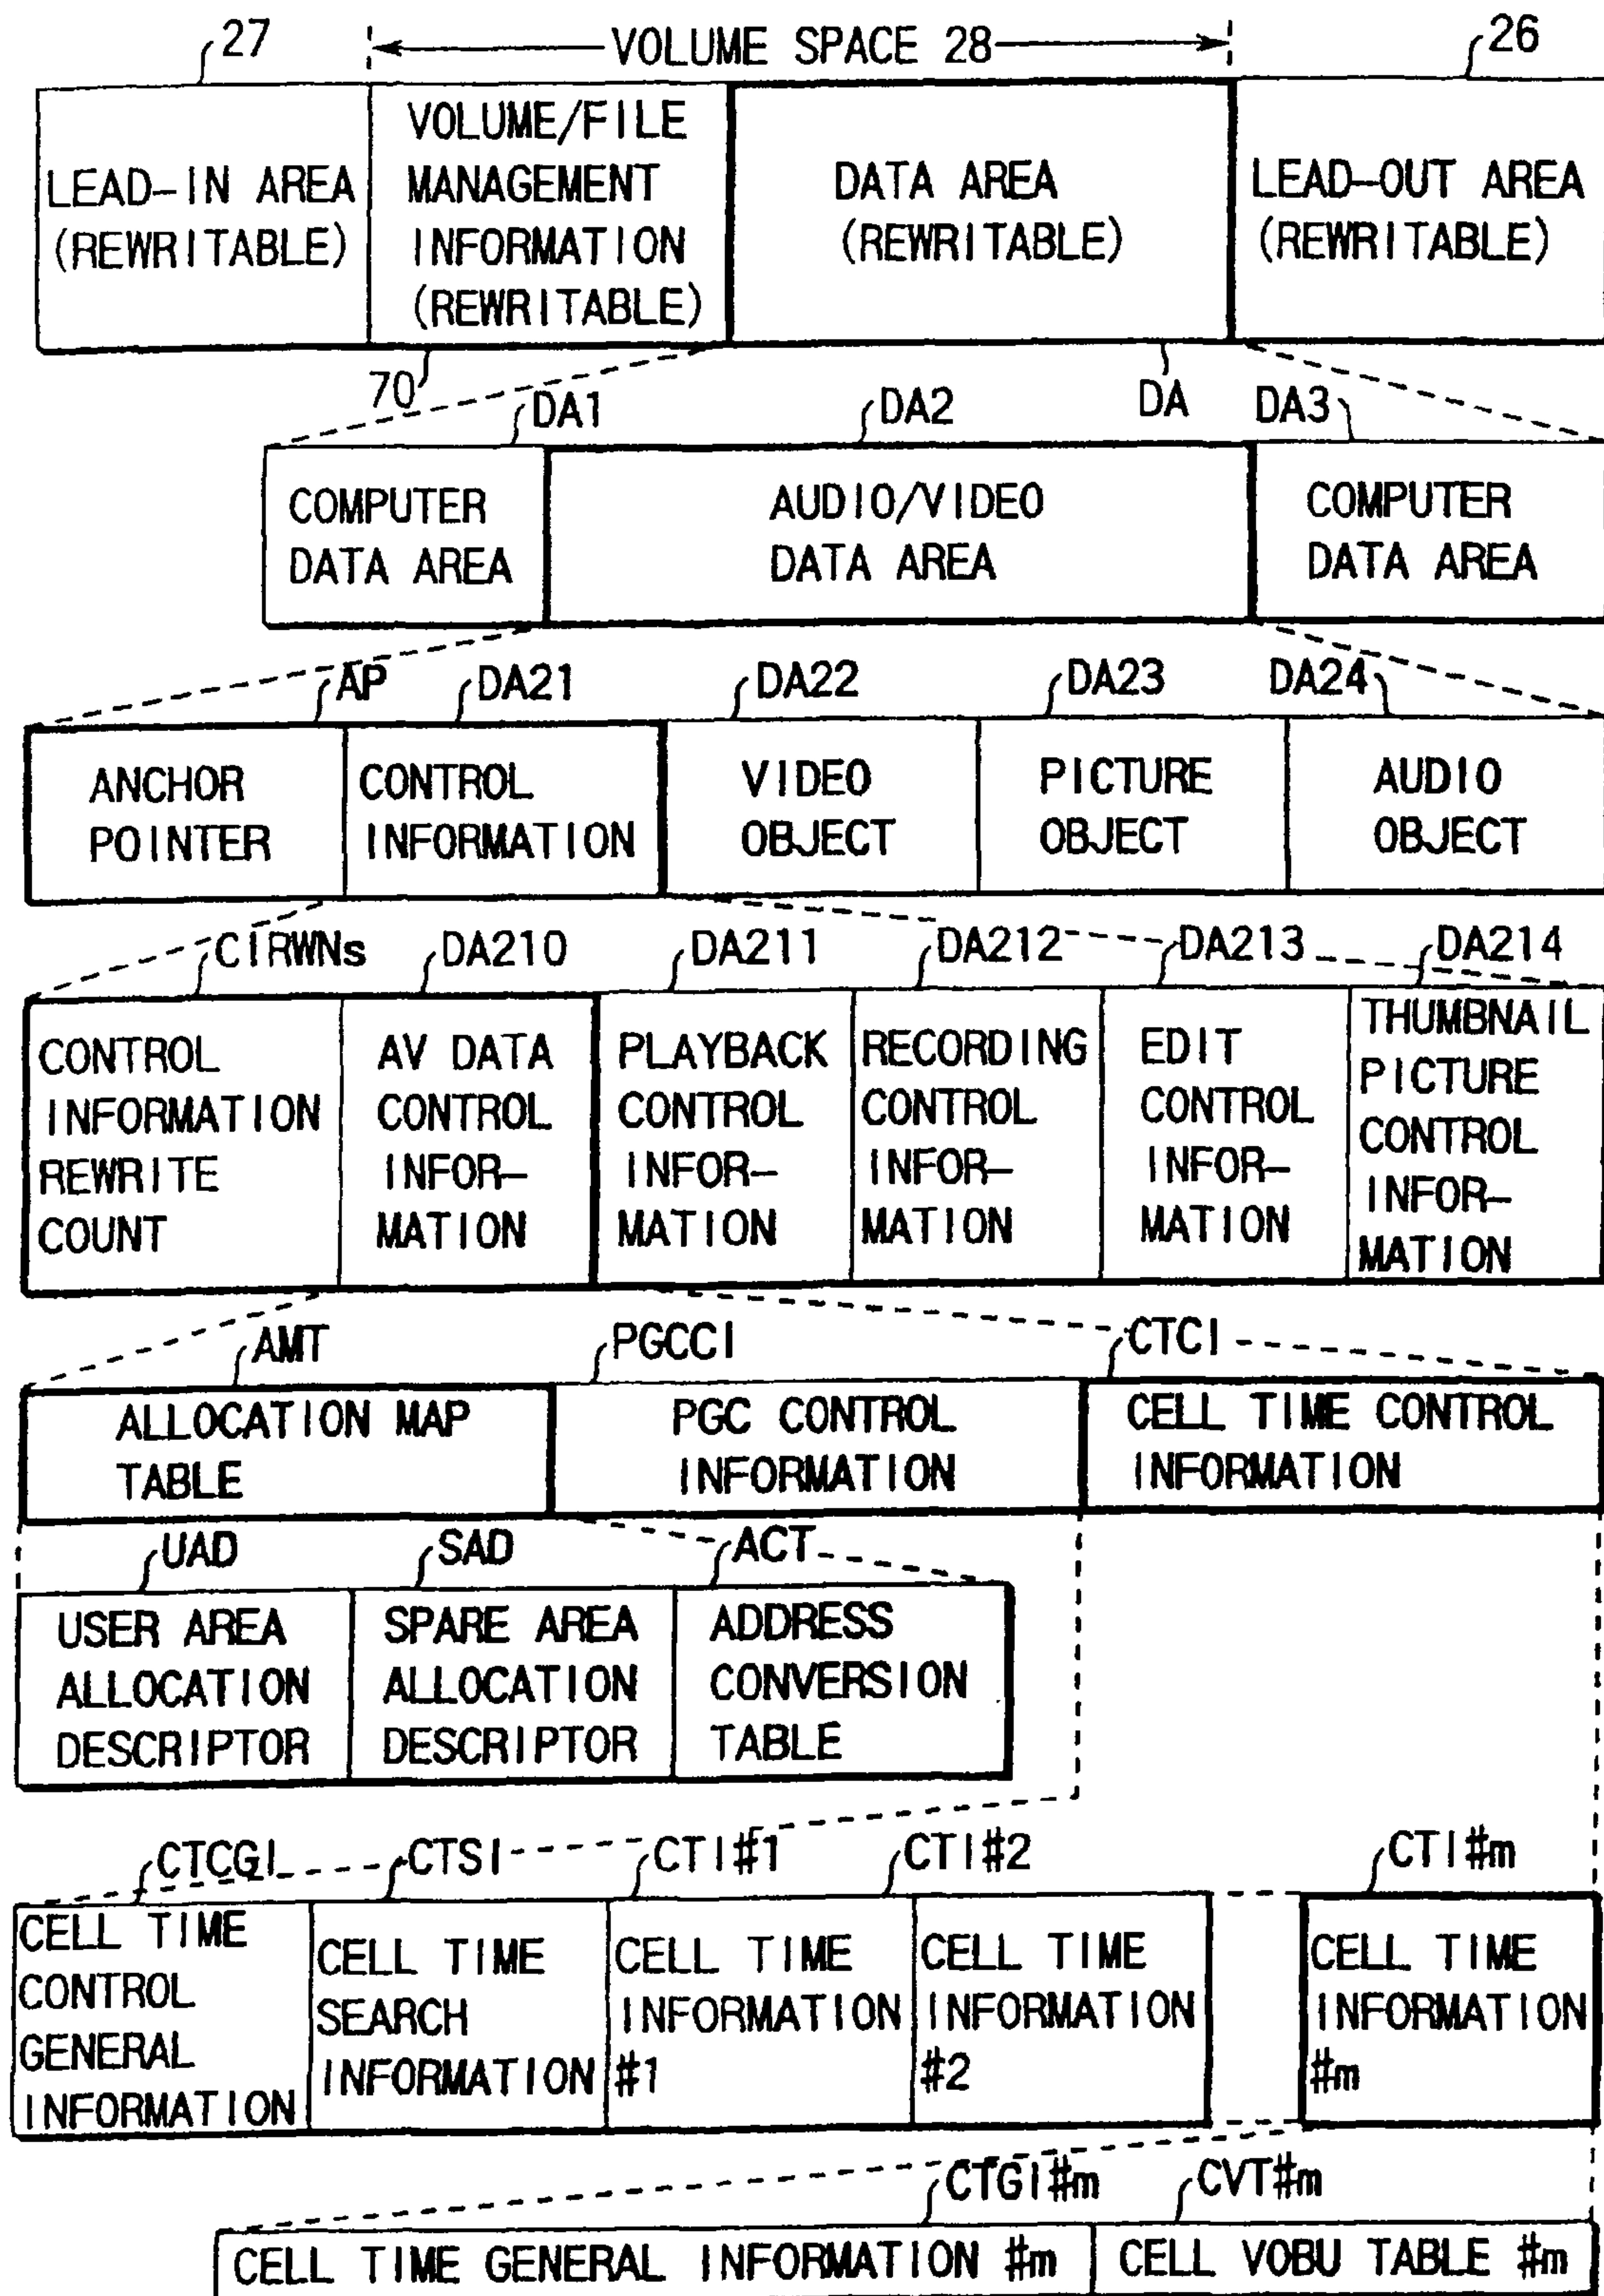 27
VOLUME SPACE 28
26
LEAD-IN AREA
(REWRITABLE)
VOLUME/FILE
MANAGEMENT
INFORMATION
(REWRITABLE)
DATA AREA
(REWRITABLE)
LEAD-OUT AREA
(REWRITABLE)
70
DA
DA1
DA2
DA3
COMPUTER
DATA AREA
AUDIO/VIDEO
DATA AREA
COMPUTER
DATA AREA
AP
DA21
DA22
DA23
DA24
ANCHOR
POINTER
CONTROL
INFORMATION
VIDEO
OBJECT
PICTURE
OBJECT
AUDIO
OBJECT
CIRWNs
DA210
DA211
DA212
DA213
DA214
CONTROL
INFORMATION
REWRITE
COUNT
AV DATA
CONTROL
INFOR-
MATION
PLAYBACK
CONTROL
INFOR-
MATION
RECORDING
CONTROL
INFOR-
MATION
EDIT
CONTROL
INFOR-
MATION
THUMBNAIL
PICTURE
CONTROL
INFOR-
MATION
AMT
PGCCI
CTCI
ALLOCATION MAP
TABLE
PGC CONTROL
INFORMATION
CELL TIME CONTROL
INFORMATION
UAD
SAD
ACT
USER AREA
ALLOCATION
DESCRIPTOR
SPARE AREA
ALLOCATION
DESCRIPTOR
ADDRESS
CONVERSION
TABLE
CTCGI
CTSI
CTI#1
CTI#2
CTI#m
CELL TIME
CONTROL
GENERAL
INFORMATION
CELL TIME
SEARCH
INFORMATION
CELL TIME
INFORMATION
#1
CELL TIME
INFORMATION
#2
CELL TIME
INFORMATION
#m
CTGI#m
CVT#m
CELL TIME GENERAL INFORMATION #m
CELL VOBU TABLE #m